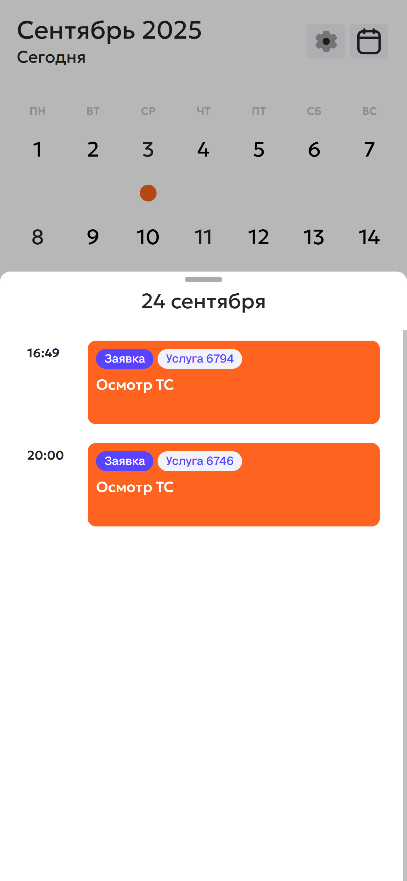 Сентябрь 2025
Сегодня
ПН ВТ СР ЧТ ПТ СБ ВС
1 2 3 4 5 6 7
8 9 10 11 12 13 14
24 сентября
16:49
Заявка Услуга 6794
Осмотр ТС
20:00
Заявка Услуга 6746
Осмотр ТС